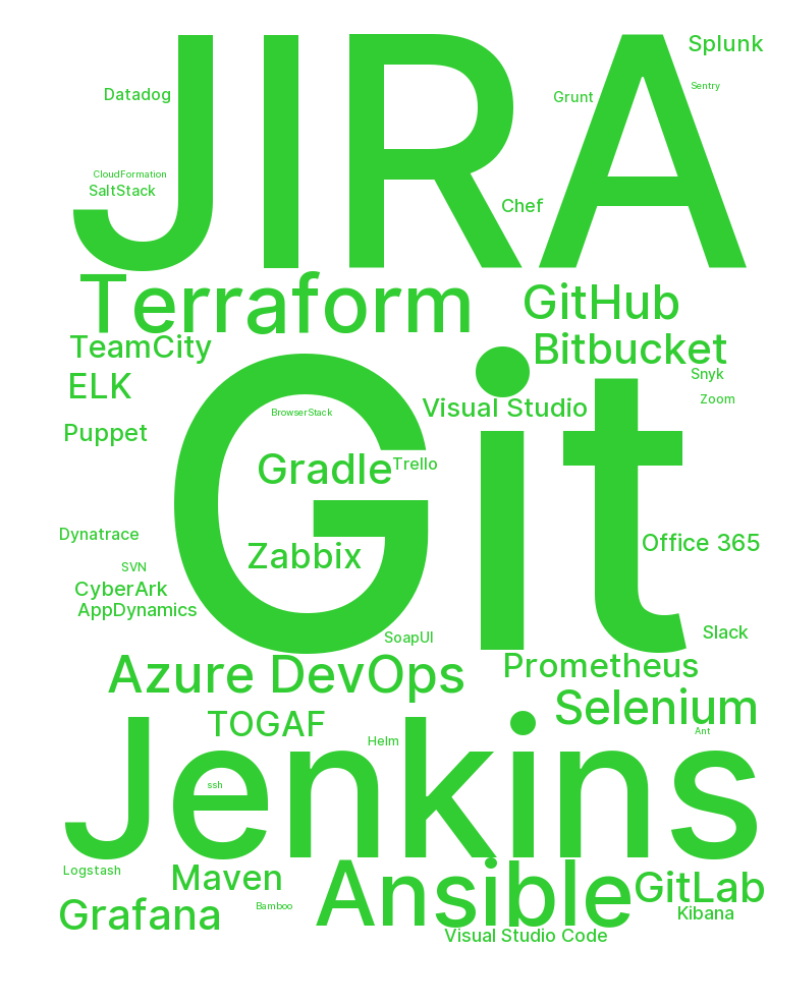 JIRA
Splunk
Sentry
Datadog
Grunt
CloudFormation
SaltStack
Chef
Terraform
GitHub
TeamCity
Bitbucket
ELK
Snyk
Zoom
Git
Visual Studio
BrowserStack
Puppet
Gradle
Trello
Dynatrace
Zabbix
Office 365
SVN
CyberArk
AppDynamics
SoapUI
Slack
Azure DevOps
Prometheus
Selenium
TOGAF
Ant
Helm
Jenkins
ssh
Logstash
Maven
Ansible
GitLab
Grafana
Bamboo
Kibana
Visual Studio Code